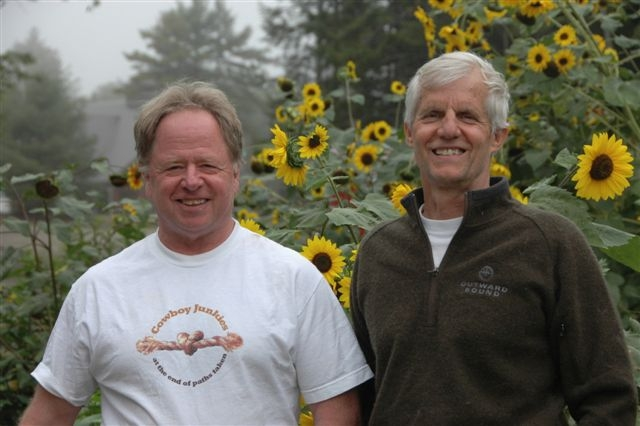 Cowboy Junkies
at the end of paths taken
OUTWARD
BOUND